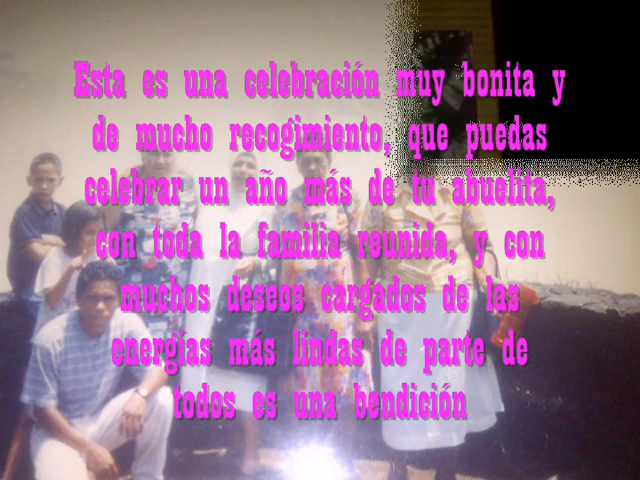 Esta es una celebración muy bonita y
de mucho recogimiento, que puedas
celebrar un año más de tu abuelita,
con toda la familia reunida, y con
muchos deseos cargados de las
energías más lindas de parte de
todos es una bendición